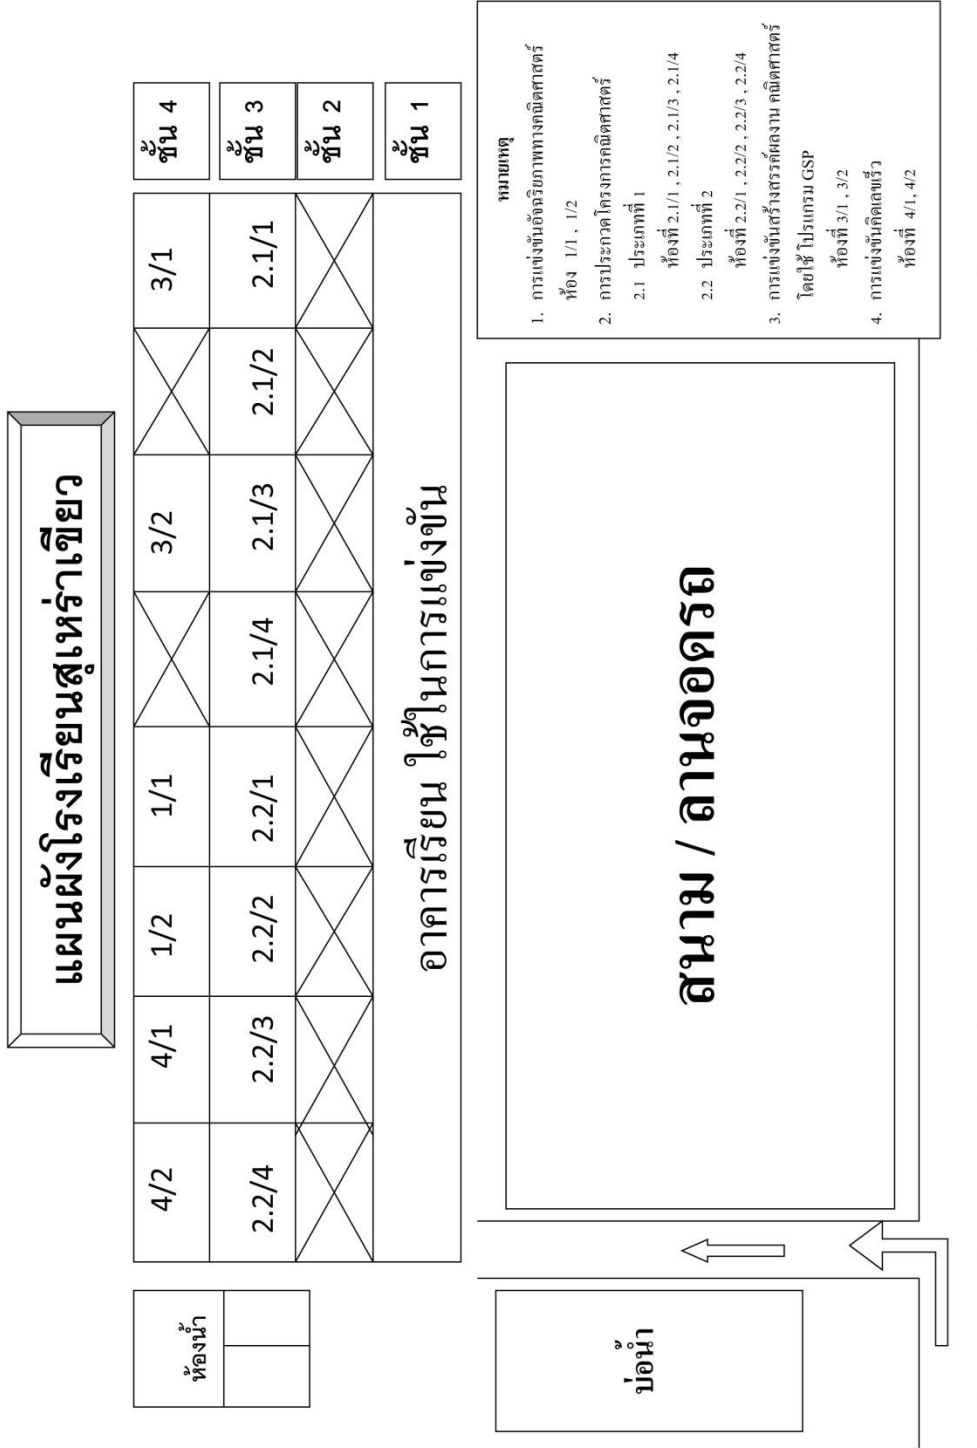 แผนผังโรงเรียนสุเหร่าเขียว
4/2 4/1 1/2 1/1 3/2 3/1 ชั้น 4
2.2/4 2.2/3 2.2/2 2.2/1 2.1/4 2.1/3 2.1/2 2.1/1 ชั้น 3
ชั้น 2
อาคารเรียน ใช้ในการแข่งขัน ชั้น 1
ห้องน้ำ
บ่อน้ำ
สนาม / ลานจอดรถ
หมายเหตุ
1. การแข่งขันอัจฉริยภาพทางคณิตศาสตร์
ห้อง 1/1 , 1/2
2. การประกวดโครงการคณิตศาสตร์
2.1 ประเภทที่ 1
ห้องที่ 2.1/1 , 2.1/2 , 2.1/3 , 2.1/4
2.2 ประเภทที่ 2
ห้องที่ 2.2/1 , 2.2/2 , 2.2/3 , 2.2/4
3. การแข่งขันสร้างสรรค์ผลงาน คณิตศาสตร์
โดยใช้ โปรแกรม GSP
ห้องที่ 3/1 , 3/2
4. การแข่งขันคิดเลขเร็ว
ห้องที่ 4/1, 4/2